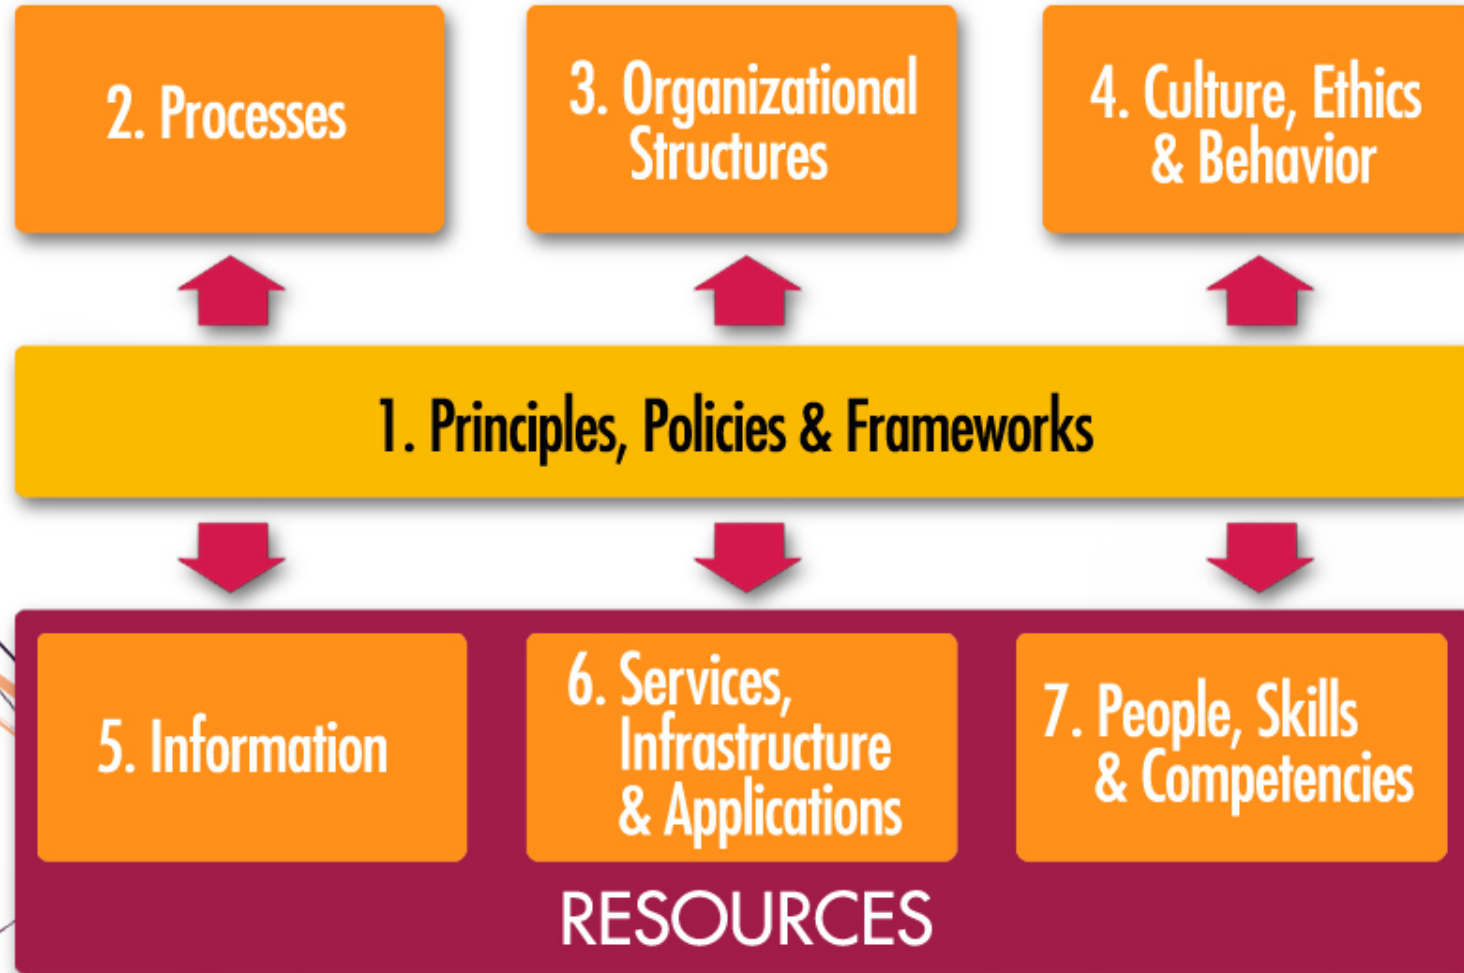 2. Processes
3. Organizational
Structures
4. Culture, Ethics
& Behavior
1. Principles, Policies & Frameworks
5. Information
6. Services,
Infrastructure
& Applications
7. People, Skills
& Competencies
RESOURCES